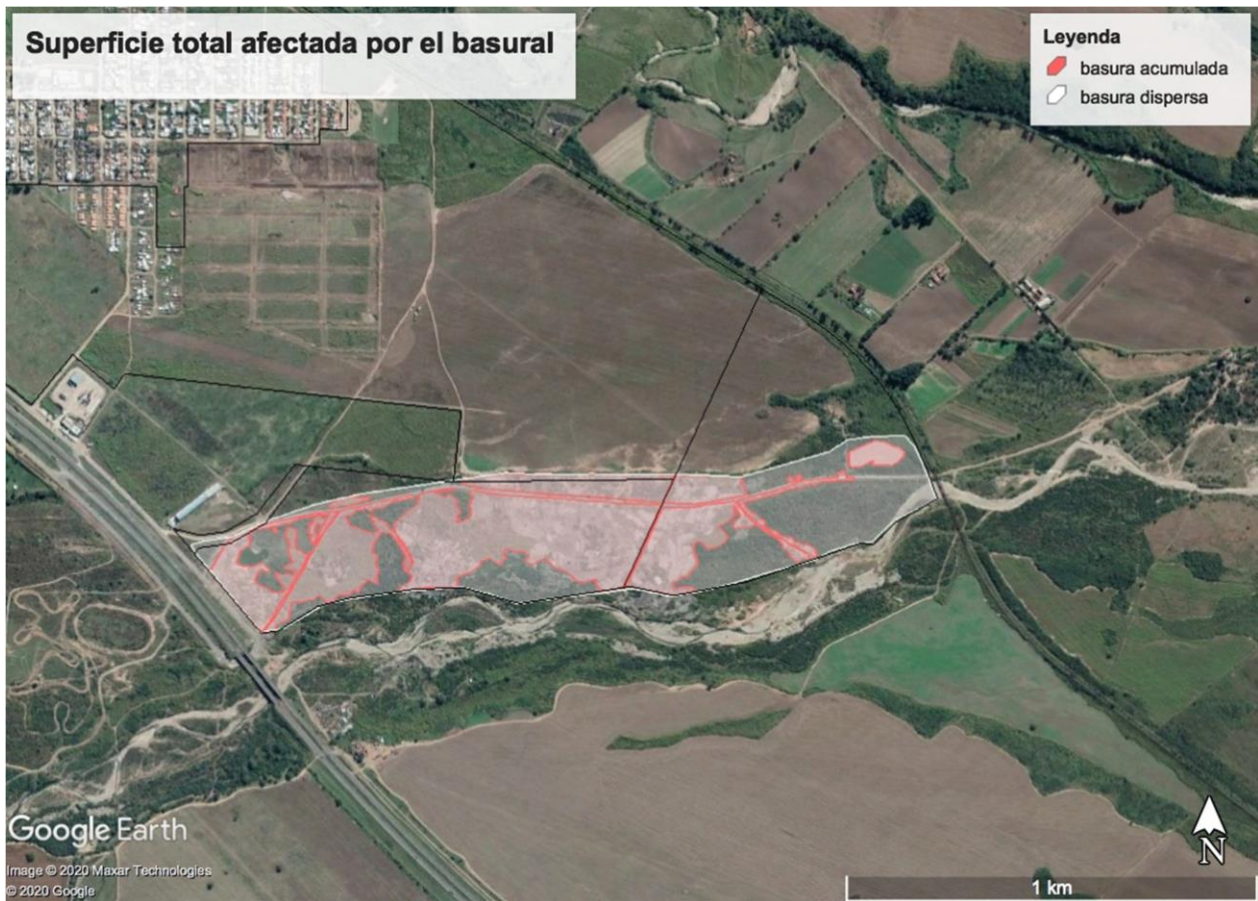 Superficie total afectada por el basural
Leyenda
basura acumulada
basura dispersa
Google Earth
Image © 2020 Maxar Technologies
© 2020 Google
N
1 km